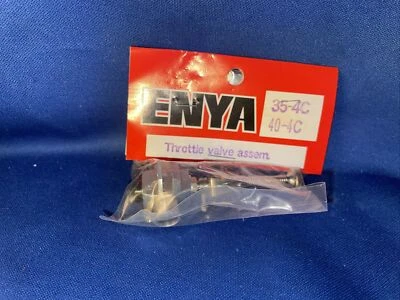 ENYA
35-4C
40-4C
Throttle valve assem.